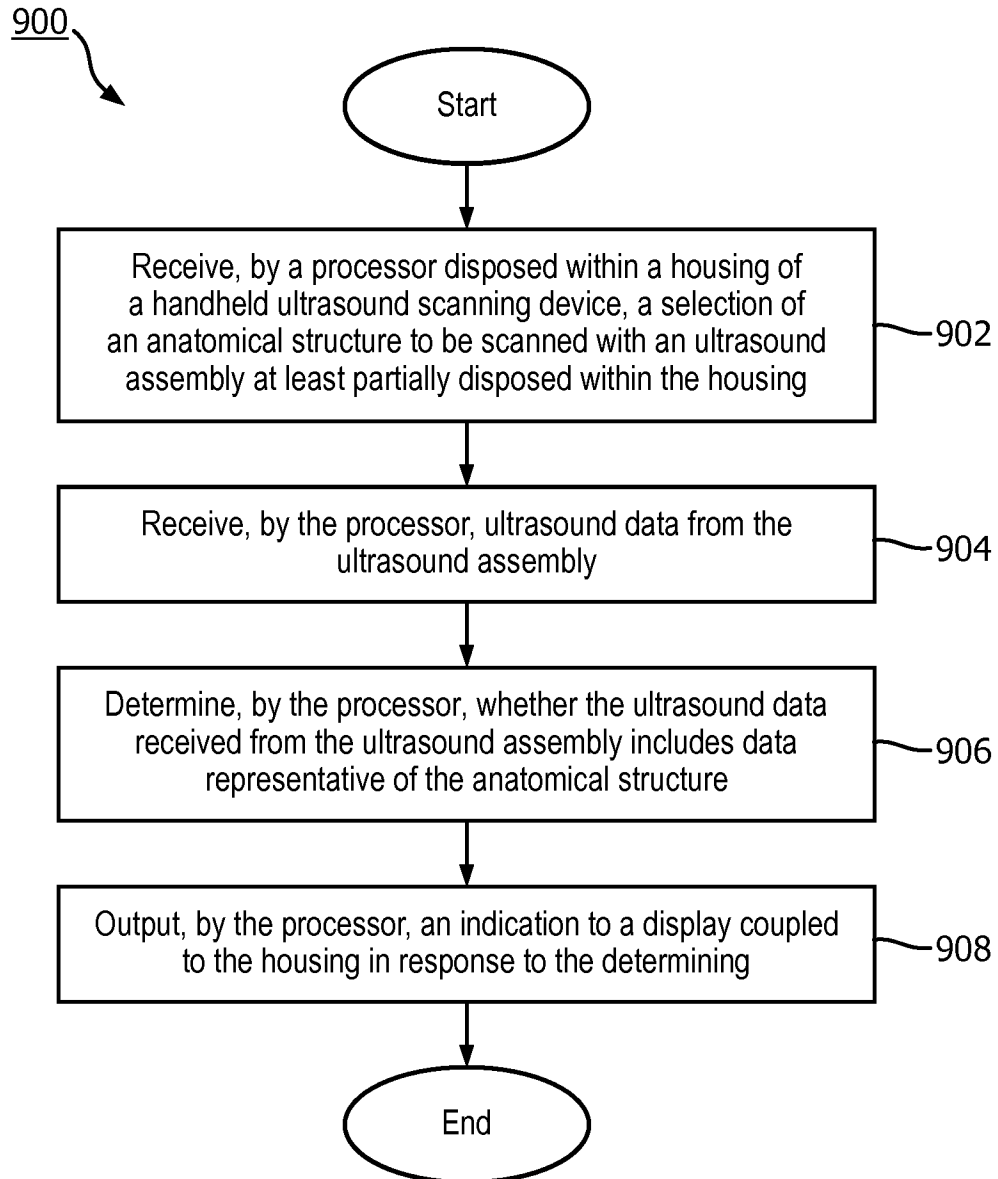 900
Start
Receive, by a processor disposed within a housing of
a handheld ultrasound scanning device, a selection of
an anatomical structure to be scanned with an ultrasound
assembly at least partially disposed within the housing
902
Receive, by the processor, ultrasound data from the
ultrasound assembly
904
Determine, by the processor, whether the ultrasound data
received from the ultrasound assembly includes data
representative of the anatomical structure
906
Output, by the processor, an indication to a display coupled
to the housing in response to the determining
908
End